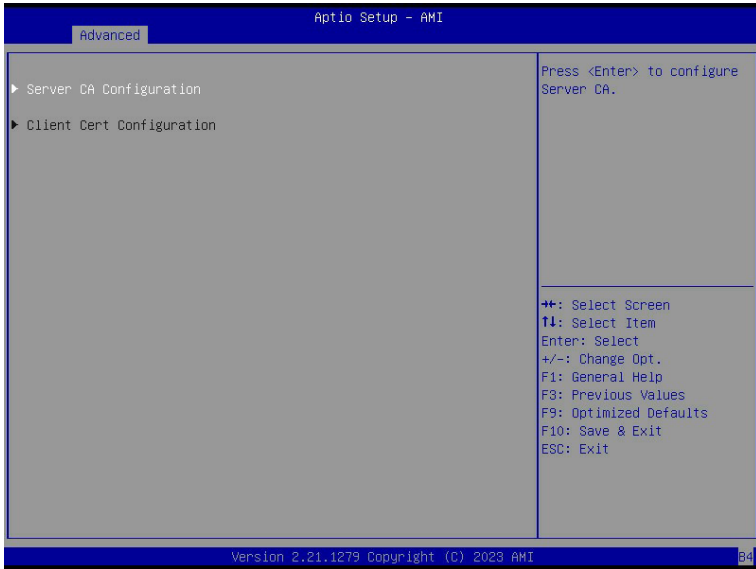 Aptio Setup – AMI
Advanced
▶ Server CA Configuration
▶ Client Cert Configuration
Press <Enter> to configure
Server CA.
→←: Select Screen
↑↓: Select Item
Enter: Select
+/-: Change Opt.
F1: General Help
F3: Previous Values
F9: Optimized Defaults
F10: Save & Exit
ESC: Exit
Version 2.21.1279 Copyright (C) 2023 AMI
B4